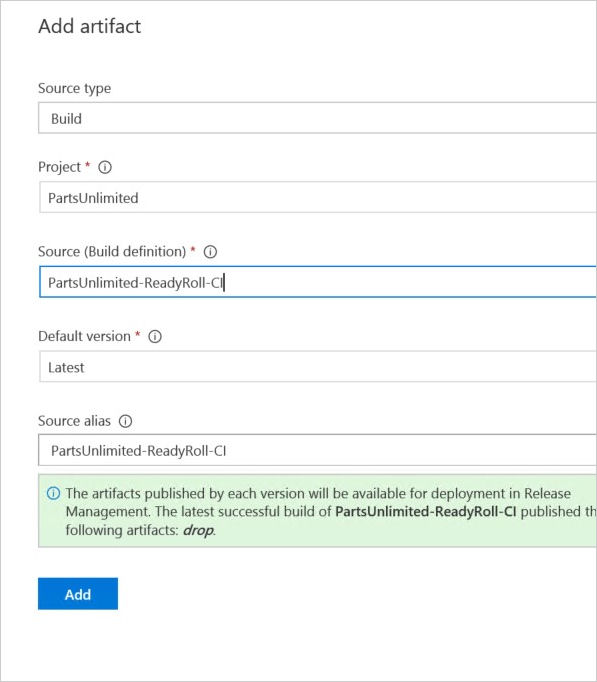 Add artifact
Source type
Build
Project *
PartsUnlimited
Source (Build definition) *
PartsUnlimited-ReadyRoll-CI
Default version *
Latest
Source alias
PartsUnlimited-ReadyRoll-CI
The artifacts published by each version will be available for deployment in Release
Management. The latest successful build of PartsUnlimited-ReadyRoll-CI published th
following artifacts: drop.
Add